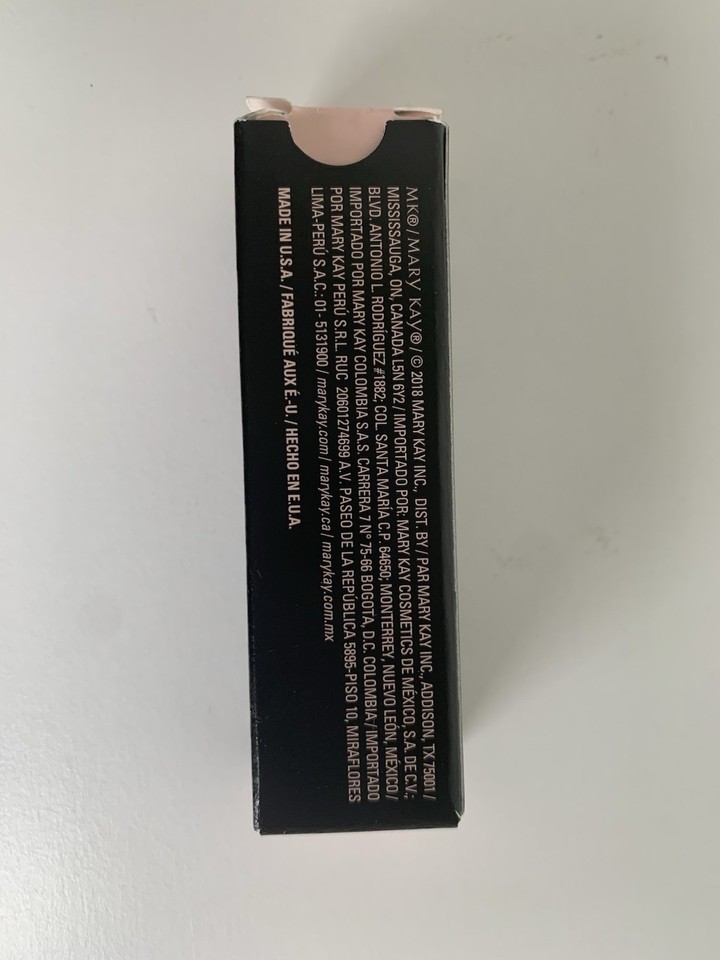 MK®/MARY KAY®/© 2018 MARY KAY INC., DIST. BY / PAR MARY KAY INC., ADDISON, TX 75001 /
MISSISSAUGA, ON, CANADA L5N 6Y2 / IMPORTADO POR: MARY KAY COSMETICS DE MÉXICO, S.A. DE C.V.;
BLVD. ANTONIO L. RODRÍGUEZ #1882; COL. SANTA MARÍA C.P. 64650; MONTERREY, NUEVO LEÓN, MÉXICO /
IMPORTADO POR MARY KAY COLOMBIA S.A.S. CARRERA 7 N° 75-66 BOGOTA, D.C. COLOMBIA / IMPORTADO
POR MARY KAY PERÚ S.R.L. RUC 20601274699 A.V. PASEO DE LA REPÚBLICA 5895-PISO 10, MIRAFLORES
LIMA-PERÚ S.A.C.: 01- 5131900 / marykay.com / marykay.ca / marykay.com.mx
MADE IN U.S.A. / FABRIQUÉ AUX É.-U. / HECHO EN E.U.A.